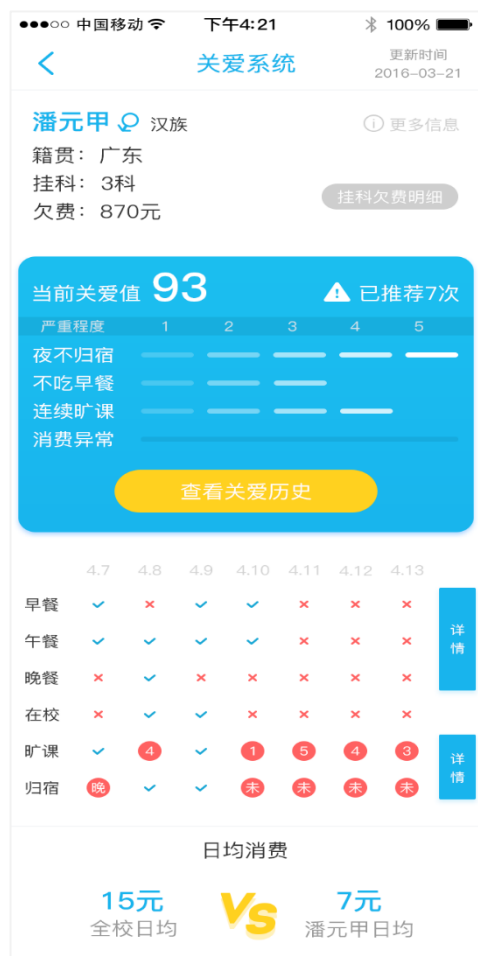 中国移动 下午4:21 100%
关爱系统 更新时间
2016-03-21
潘元甲 汉族 更多信息
籍贯：广东
挂科：3科
欠费：870元
挂科欠费明细
当前关爱值 93 已推荐7次
严重程度 1 2 3 4 5
夜不归宿
不吃早餐
连续旷课
消费异常
查看关爱历史
4.7 4.8 4.9 4.10 4.11 4.12 4.13
早餐
午餐
详情
晚餐
在校
旷课 4 1 5 4 3
归宿 晚 未 未 未 未
详情
日均消费
15元 Vs 7元
全校日均 潘元甲日均